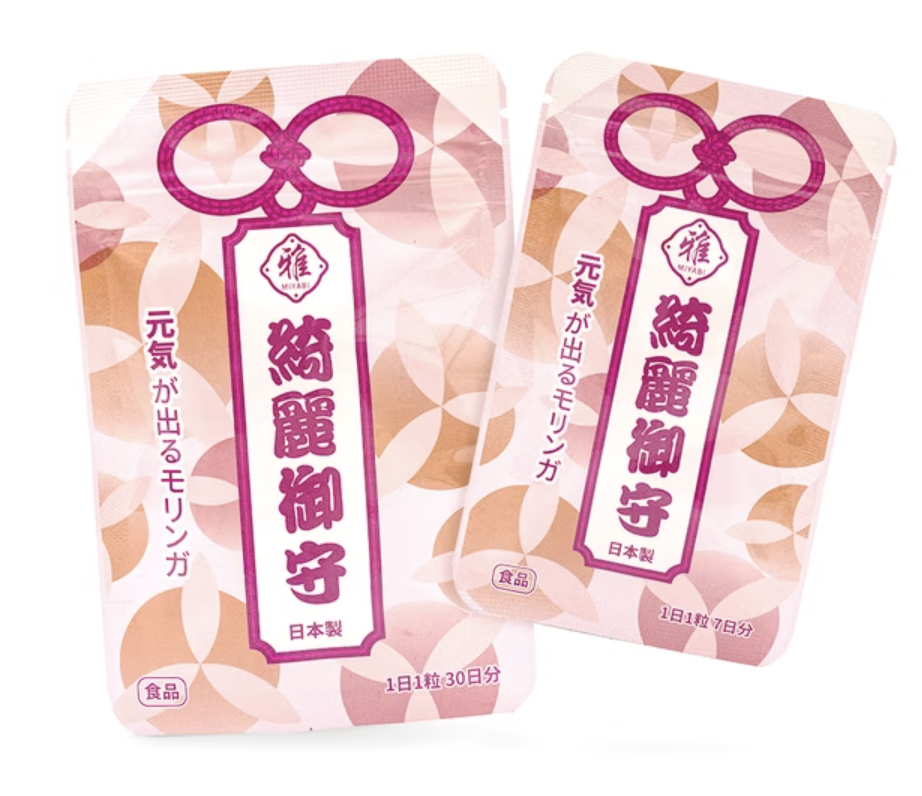 雅
MIYABI
綺麗御守
日本製
元気が出るモリンガ
食品
1日1粒 30日分
雅
MIYABI
綺麗御守
日本製
元気が出るモリンガ
食品
1日1粒 7日分